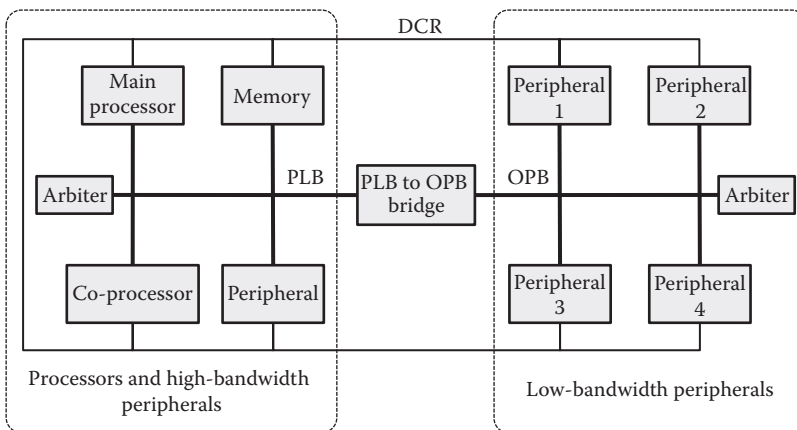 DCR
Main
processor
Memory
Peripheral
1
Peripheral
2
Arbiter
PLB
PLB to OPB
bridge
OPB
Arbiter
Co-processor
Peripheral
Peripheral
3
Peripheral
4
Processors and high-bandwidth
peripherals
Low-bandwidth peripherals